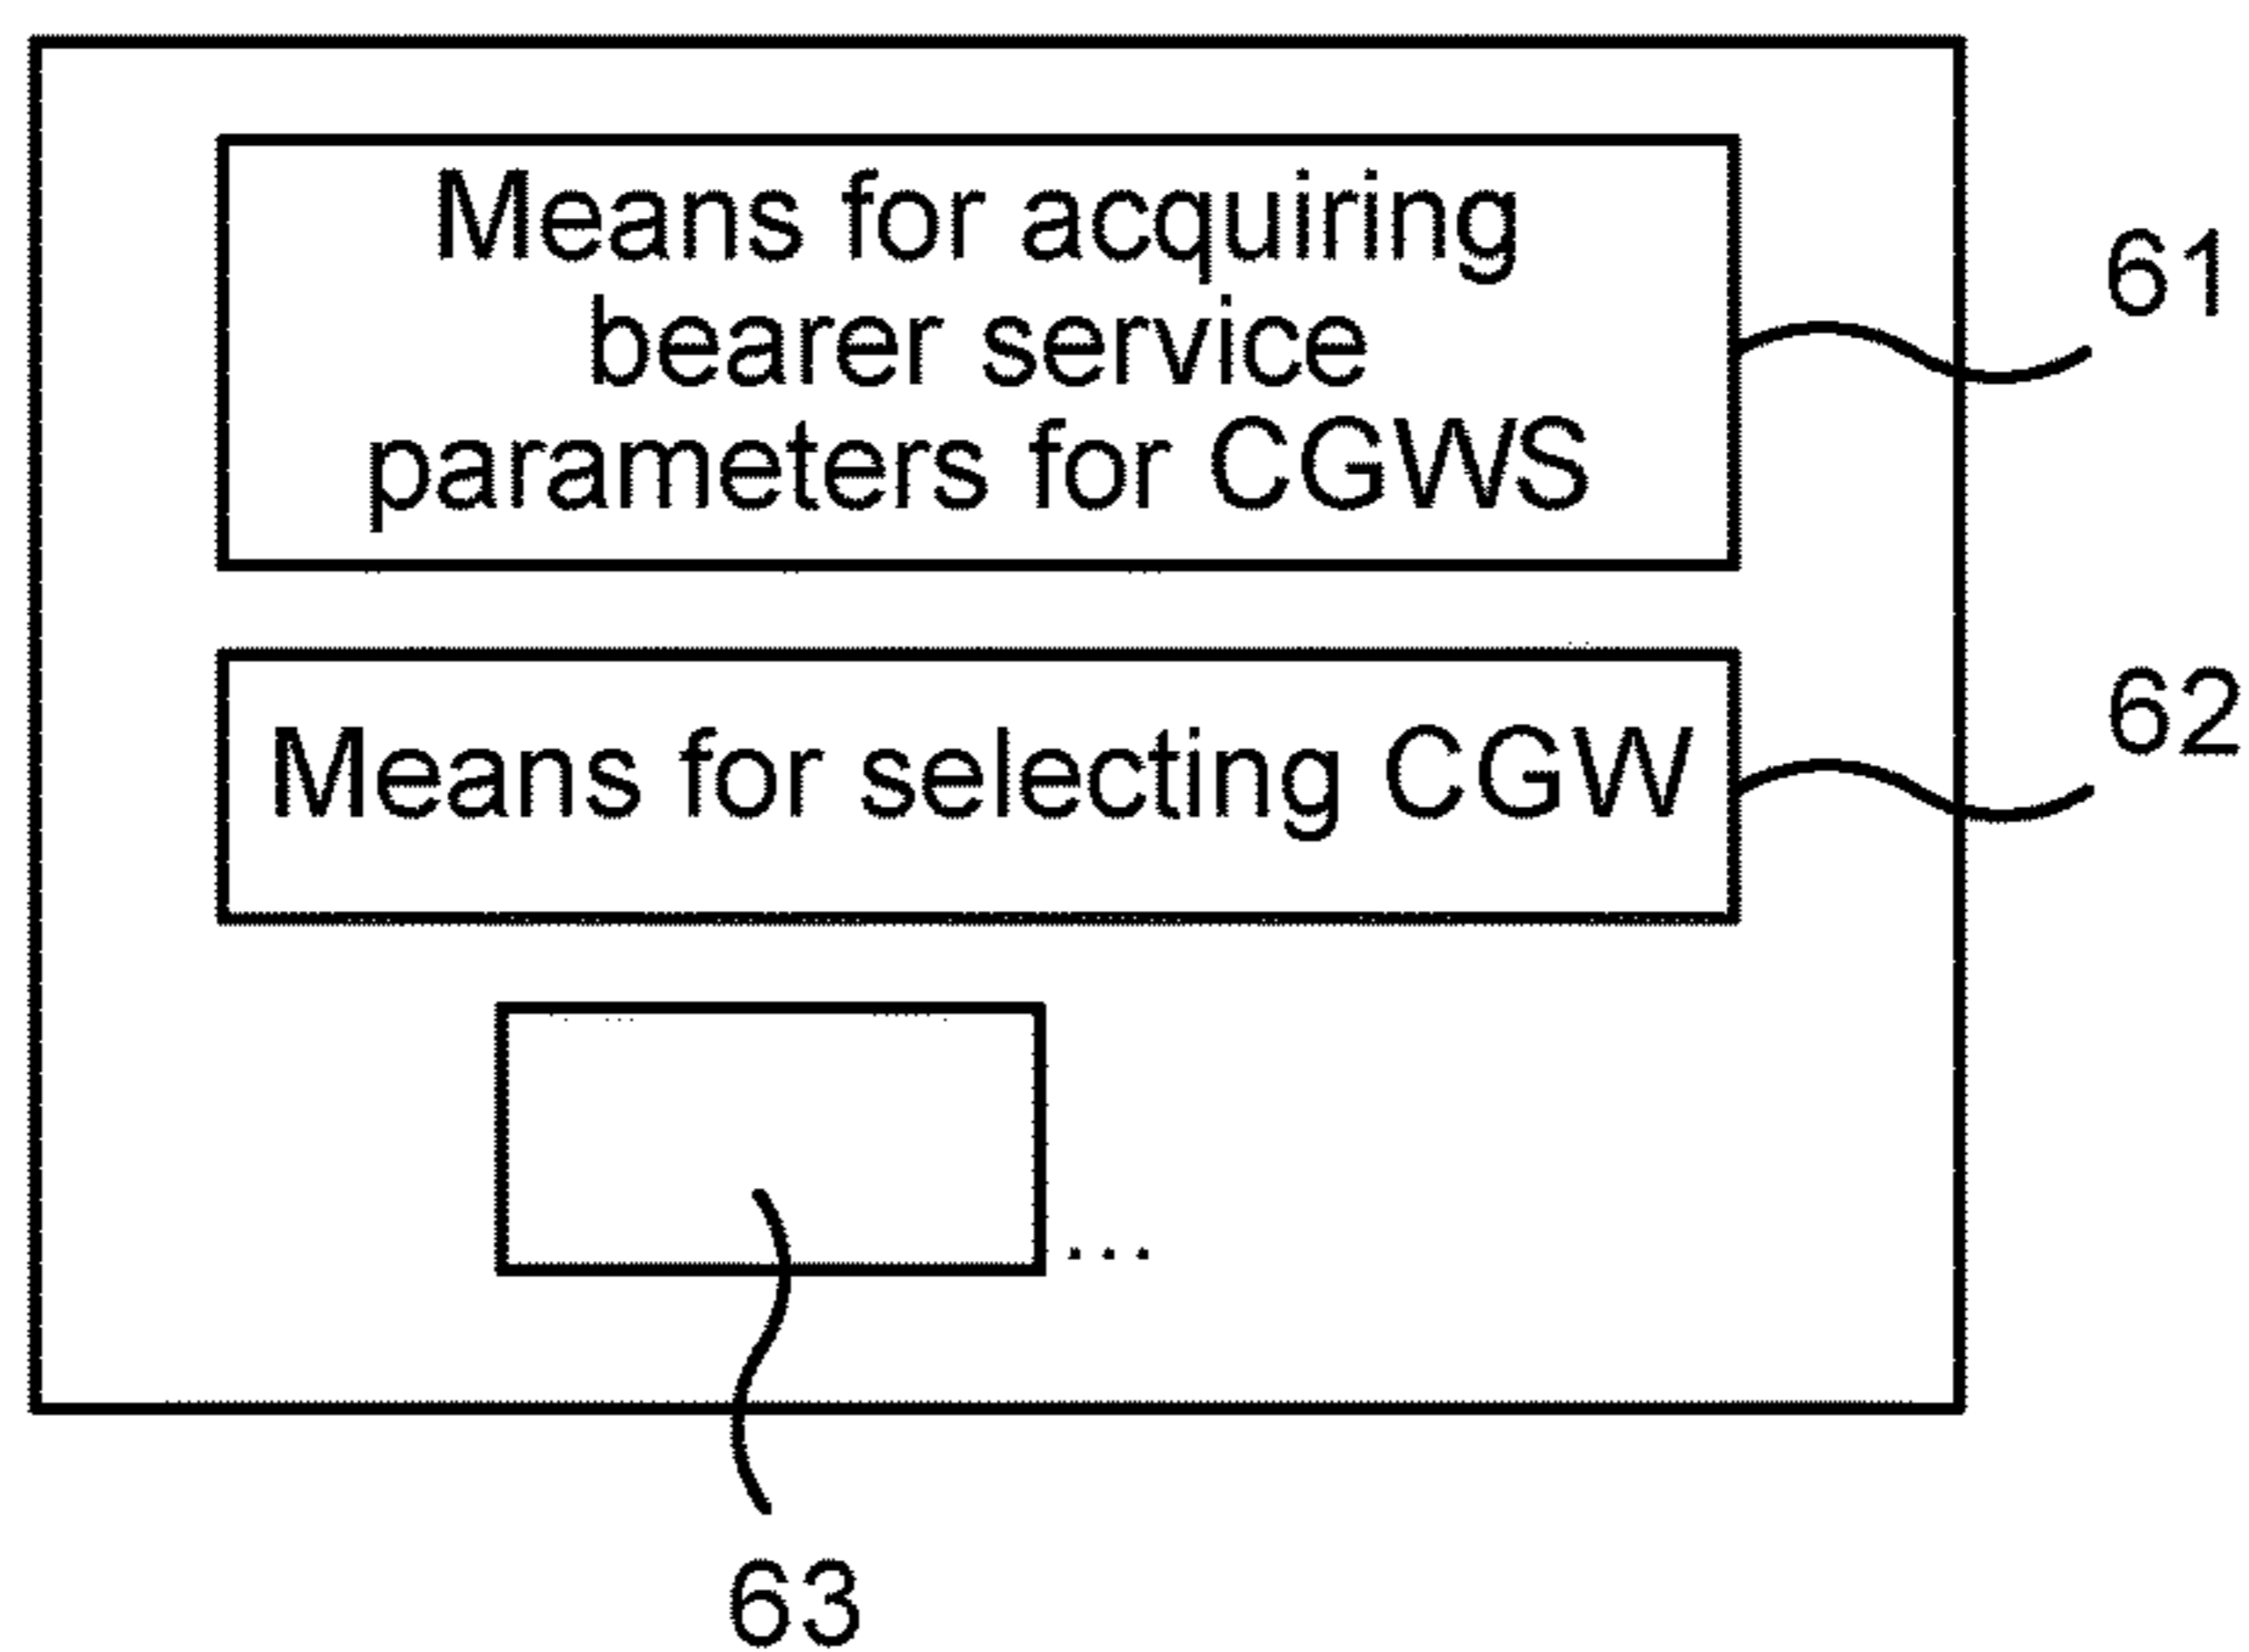 Means for acquiring
bearer service
parameters for CGWS
61
Means for selecting CGW
62
...
63